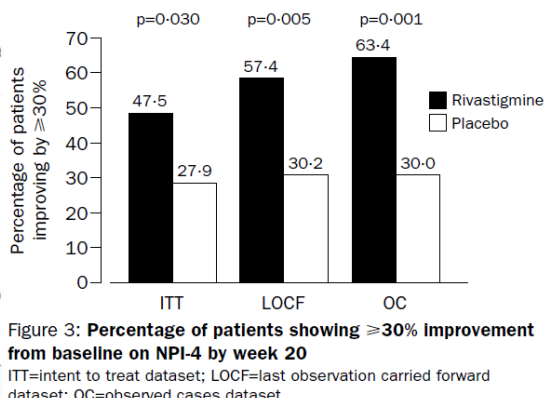 p=0·030 p=0·005 p=0·001
Percentage of patients
improving by ⩾30%
70
60
50
40
30
20
10
0
47·5
27·9
57·4
30·2
63·4
30·0
Rivastigmine
Placebo
ITT LOCF OC
Figure 3: Percentage of patients showing ⩾30% improvement
from baseline on NPI-4 by week 20
ITT=intent to treat dataset; LOCF=last observation carried forward
dataset; OC=observed cases dataset